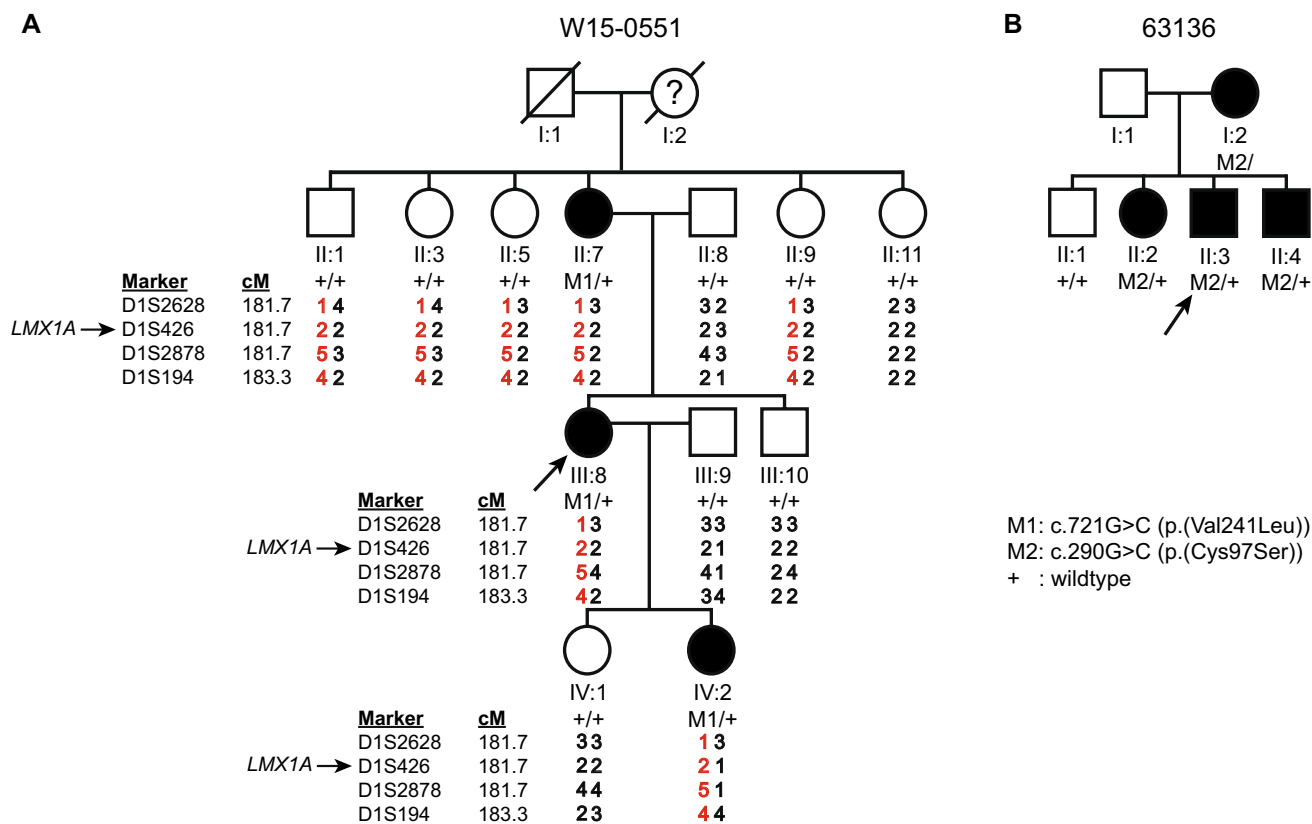 A
W15-0551
B
63136
?
I:1 I:2
I:1 I:2
M2/
II:1 II:3 II:5 II:7 II:8 II:9 II:11
+/+ +/+ +/+ M1/+ +/+ +/+ +/+
II:1 II:2 II:3 II:4
+/+ M2/+ M2/+ M2/+
Marker cM
D1S2628 181.7 1 4 1 4 1 3 1 3 3 2 1 3 2 3
LMX1A D1S426 181.7 2 2 2 2 2 2 2 2 2 3 2 2 2 2
D1S2878 181.7 5 3 5 3 5 2 5 2 4 3 5 2 2 2
D1S194 183.3 4 2 4 2 4 2 4 2 2 1 4 2 2 2
III:8 III:9 III:10
Marker cM M1/+ +/+ +/+
D1S2628 181.7 1 3 3 3 3 3
LMX1A D1S426 181.7 2 2 2 1 2 2
D1S2878 181.7 5 4 4 1 2 4
D1S194 183.3 4 2 3 4 2 2
M1: c.721G>C (p.(Val241Leu))
M2: c.290G>C (p.(Cys97Ser))
+ : wildtype
IV:1 IV:2
Marker cM +/+ M1/+
D1S2628 181.7 3 3 1 3
LMX1A D1S426 181.7 2 2 2 1
D1S2878 181.7 4 4 5 1
D1S194 183.3 2 3 4 4